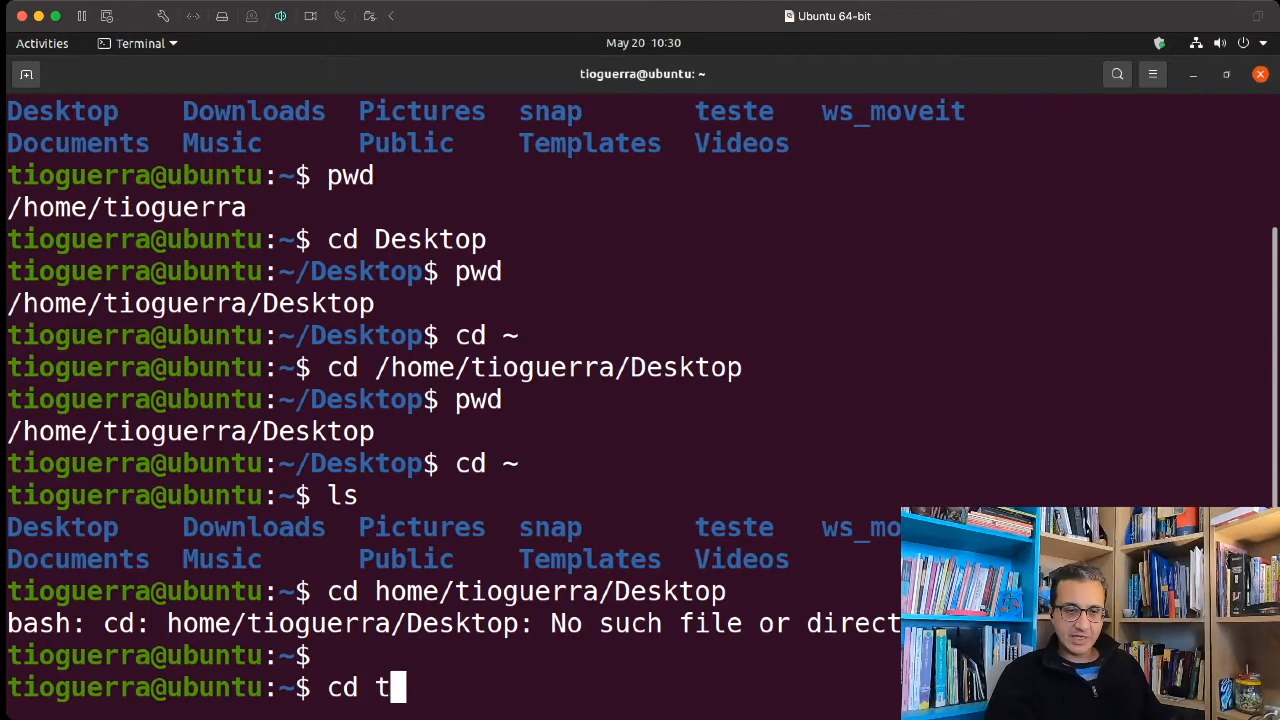 Ubuntu 64-bit
Activities Terminal May 20 10:30
tioguerra@ubuntu: ~
Desktop Downloads Pictures snap teste ws_moveit
Documents Music Public Templates Videos
tioguerra@ubuntu:~$ pwd
/home/tioguerra
tioguerra@ubuntu:~$ cd Desktop
tioguerra@ubuntu:~/Desktop$ pwd
/home/tioguerra/Desktop
tioguerra@ubuntu:~/Desktop$ cd ~
tioguerra@ubuntu:~$ cd /home/tioguerra/Desktop
tioguerra@ubuntu:~/Desktop$ pwd
/home/tioguerra/Desktop
tioguerra@ubuntu:~/Desktop$ cd ~
tioguerra@ubuntu:~$ ls
Desktop Downloads Pictures snap teste ws_mo
Documents Music Public Templates Videos
tioguerra@ubuntu:~$ cd home/tioguerra/Desktop
bash: cd: home/tioguerra/Desktop: No such file or direct
tioguerra@ubuntu:~$
tioguerra@ubuntu:~$ cd t